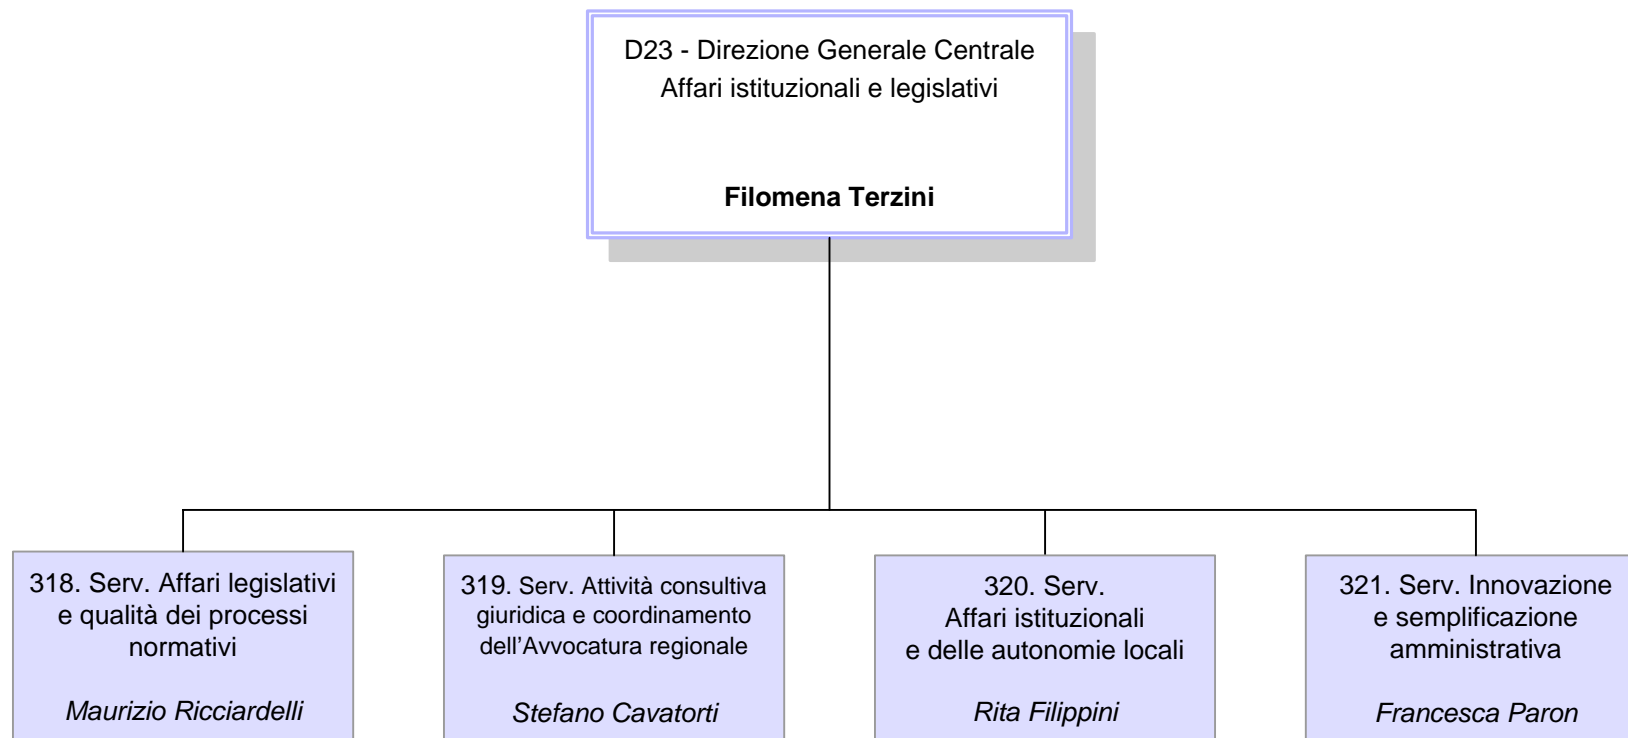 D23 - Direzione Generale Centrale
Affari istituzionali e legislativi
Filomena Terzini
318. Serv. Affari legislativi
e qualità dei processi
normativi
Maurizio Ricciardelli
319. Serv. Attività consultiva
giuridica e coordinamento
dell'Avvocatura regionale
Stefano Cavatorti
320. Serv.
Affari istituzionali
e delle autonomie locali
Rita Filippini
321. Serv. Innovazione
e semplificazione
amministrativa
Francesca Paron